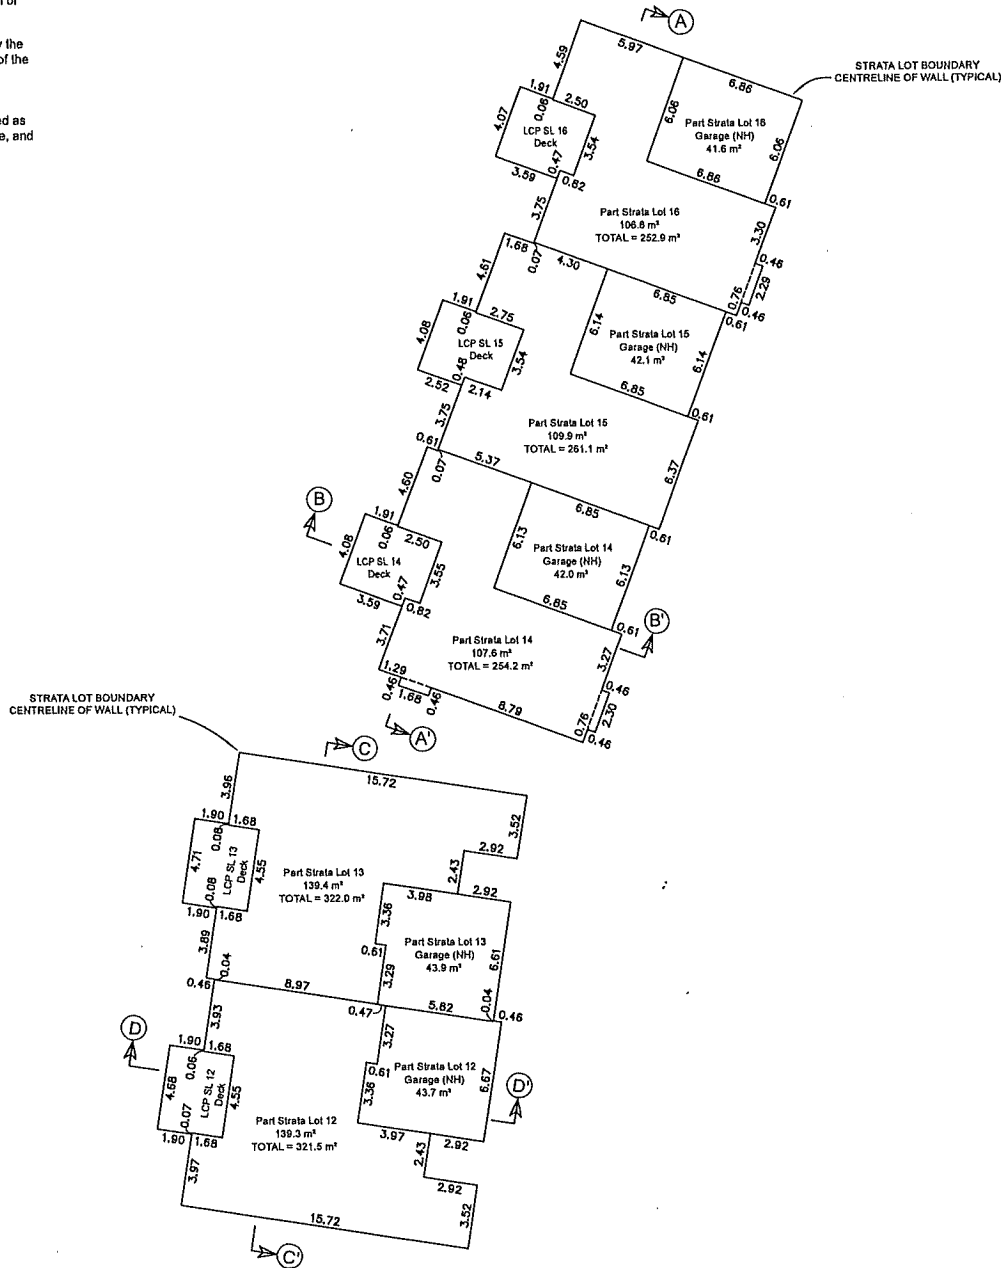 of
y the
of the
ed as
e, and
A
STRATA LOT BOUNDARY
CENTRELINE OF WALL (TYPICAL)
5.97
6.86
4.59
6.06
Part Strata Lot 16
Garage (NH)
41.6 m²
6.06
6.86
0.61
1.91
0.06
2.50
4.07
LCP SL 16
Deck
3.54
0.47
3.59
0.82
3.75
Part Strata Lot 16
106.8 m²
TOTAL = 252.9 m²
3.30
0.46
2.29
0.76
0.46
1.68
0.07
4.30
6.85
0.61
4.61
6.14
Part Strata Lot 15
Garage (NH)
42.1 m²
6.14
6.85
0.61
1.91
0.06
2.75
4.08
LCP SL 15
Deck
3.54
0.48
2.52
2.14
3.75
Part Strata Lot 15
109.9 m²
TOTAL = 261.1 m²
6.37
0.61
0.07
5.37
6.85
0.61
4.60
6.13
Part Strata Lot 14
Garage (NH)
42.0 m²
6.13
6.85
0.61
B
1.91
0.06
2.50
4.08
LCP SL 14
Deck
3.55
0.47
3.59
0.82
B'
3.71
Part Strata Lot 14
107.6 m²
TOTAL = 254.2 m²
3.27
0.46
2.30
0.76
0.46
1.29
0.46
1.68
0.46
8.79
A'
STRATA LOT BOUNDARY
CENTRELINE OF WALL (TYPICAL)
C
15.72
3.96
3.52
2.92
2.43
1.90
1.68
0.08
4.71
LCP SL 13
Deck
4.55
0.08
1.90
1.68
Part Strata Lot 13
139.4 m²
TOTAL = 322.0 m²
3.98
2.92
3.36
Part Strata Lot 13
Garage (NH)
43.9 m²
6.61
0.61
3.29
3.89
0.04
0.46
8.97
0.47
5.82
0.04
0.46
3.93
3.27
D
1.90
1.68
0.06
4.68
LCP SL 12
Deck
4.55
0.07
1.90
1.68
0.61
3.36
Part Strata Lot 12
Garage (NH)
43.7 m²
6.67
D'
Part Strata Lot 12
139.3 m²
TOTAL = 321.5 m²
3.97
2.92
2.43
2.92
3.52
3.97
15.72
C'